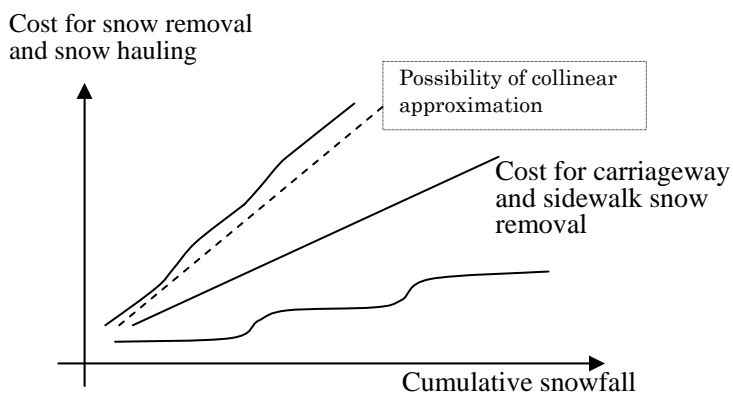 Cost for snow removal
and snow hauling
Possibility of collinear
approximation
Cost for carriageway
and sidewalk snow
removal
Cumulative snowfall